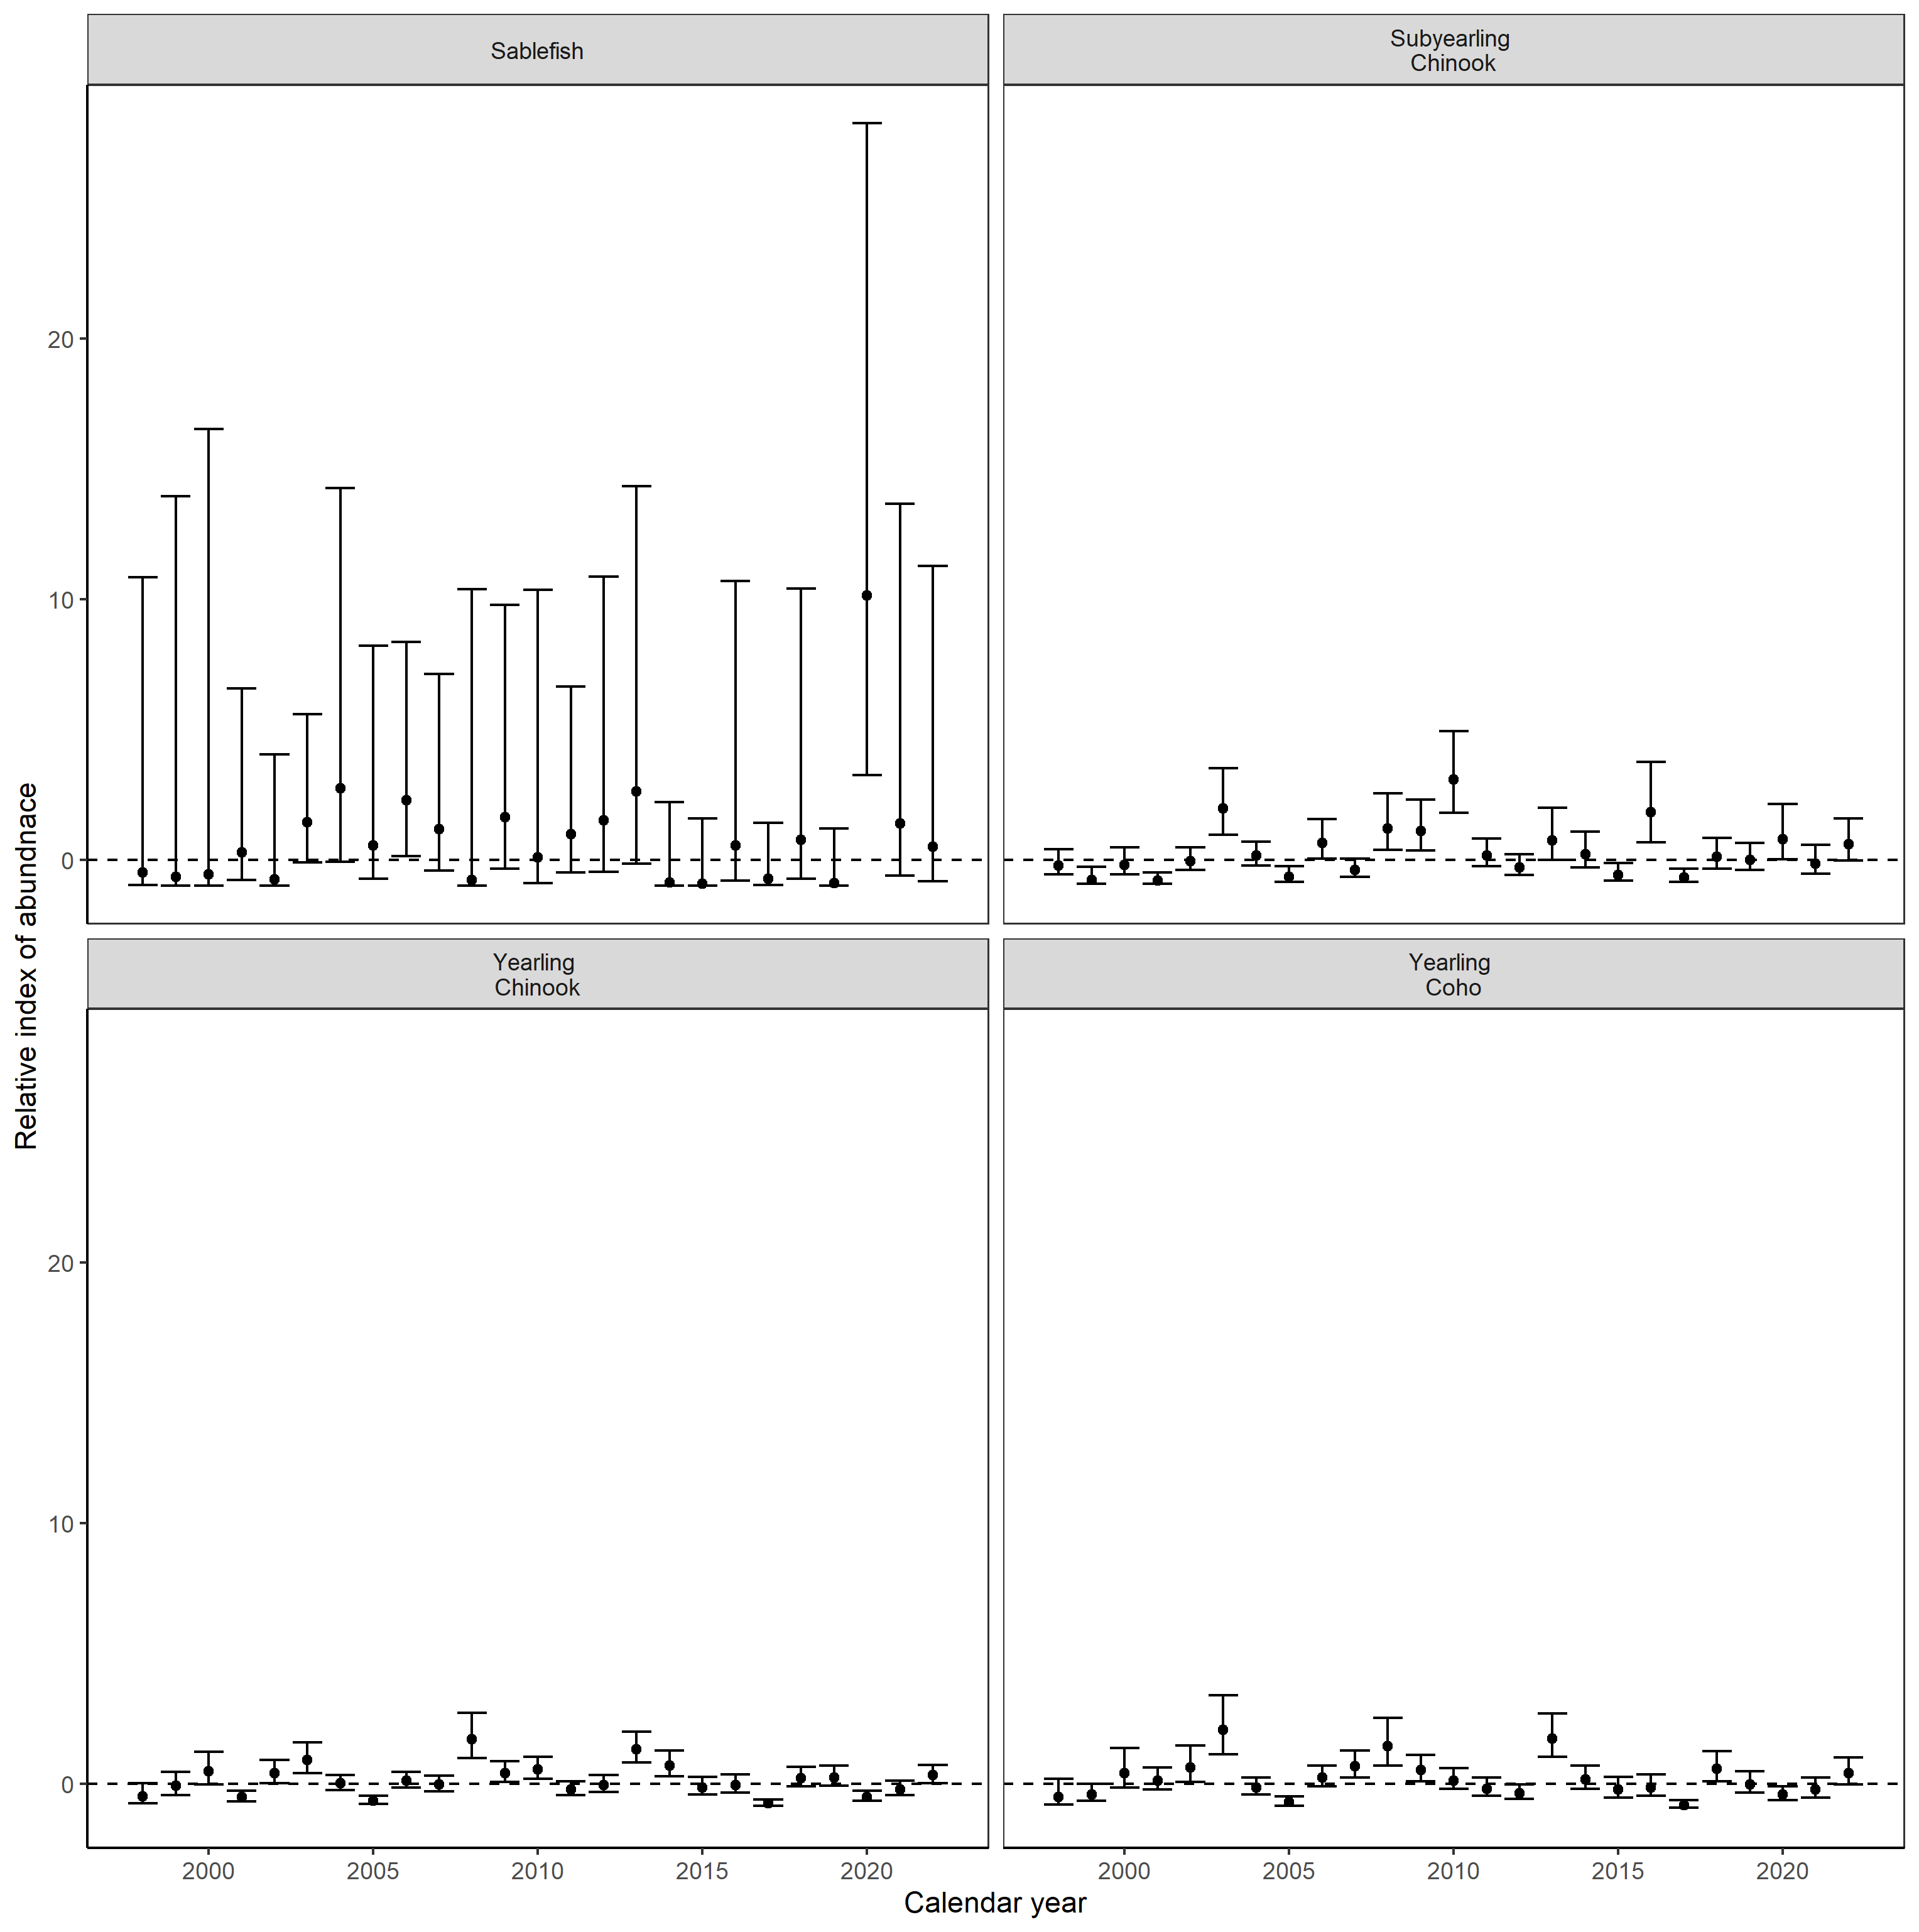 Sablefish
Subyearling
Chinook
20
10
0
Yearling
Chinook
Yearling
Coho
20
10
0
2000
2005
2010
2015
2020
2000
2005
2010
2015
2020
Calendar year
Relative index of abundnace